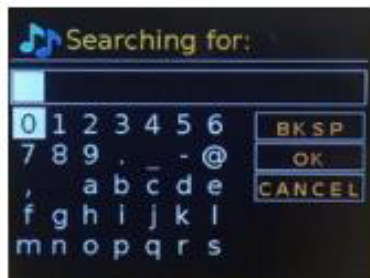 Searching for:
0 1 2 3 4 5 6
BKSP
7 8 9 . _ - @
OK
, a b c d e
CANCEL
f g h i j k l
m n o p q r s